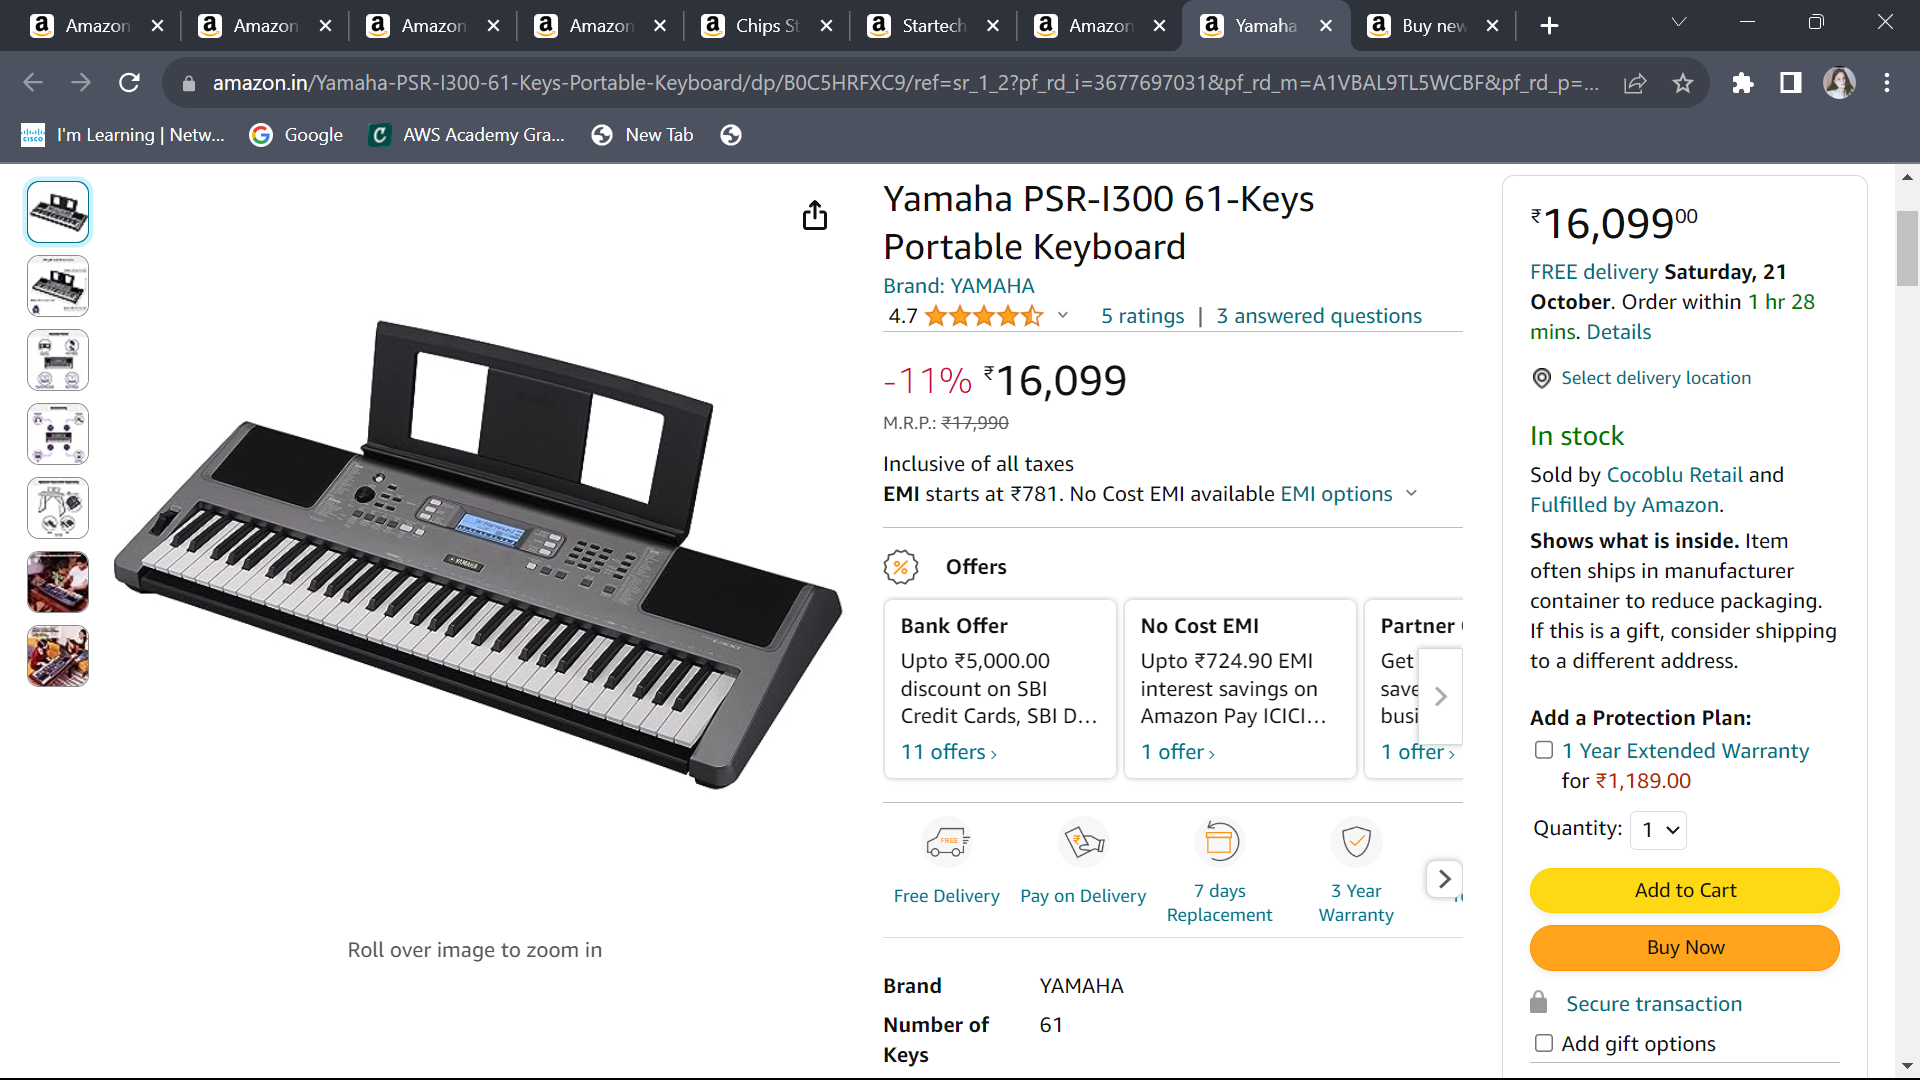 Amazon
Amazon
Amazon
Amazon
Chips St
Startech
Amazon
Yamaha
Buy new
amazon.in/Yamaha-PSR-I300-61-Keys-Portable-Keyboard/dp/B0C5HRFXC9/ref=sr_1_2?pf_rd_i=3677697031&pf_rd_m=A1VBAL9TL5WCBF&pf_rd_p=...
I'm Learning | Netw...
Google
AWS Academy Gra...
New Tab
Yamaha PSR-I300 61-Keys
Portable Keyboard
Brand: YAMAHA
4.7
5 ratings | 3 answered questions
-11% ₹16,099
M.R.P.: ₹17,990
Inclusive of all taxes
EMI starts at ₹781. No Cost EMI available EMI options
Offers
Bank Offer
Upto ₹5,000.00
discount on SBI
Credit Cards, SBI D...
11 offers ›
No Cost EMI
Upto ₹724.90 EMI
interest savings on
Amazon Pay ICICI...
1 offer ›
Partner
Get
save
busi
1 offer ›
FREE
Free Delivery
Pay on Delivery
7 days
Replacement
3 Year
Warranty
Roll over image to zoom in
YAMAHA
Brand YAMAHA
Number of 61
Keys
₹16,099 00
FREE delivery Saturday, 21
October. Order within 1 hr 28
mins. Details
Select delivery location
In stock
Sold by Cocoblu Retail and
Fulfilled by Amazon.
Shows what is inside. Item
often ships in manufacturer
container to reduce packaging.
If this is a gift, consider shipping
to a different address.
Add a Protection Plan:
1 Year Extended Warranty
for ₹1,189.00
Quantity: 1
Add to Cart
Buy Now
Secure transaction
Add gift options